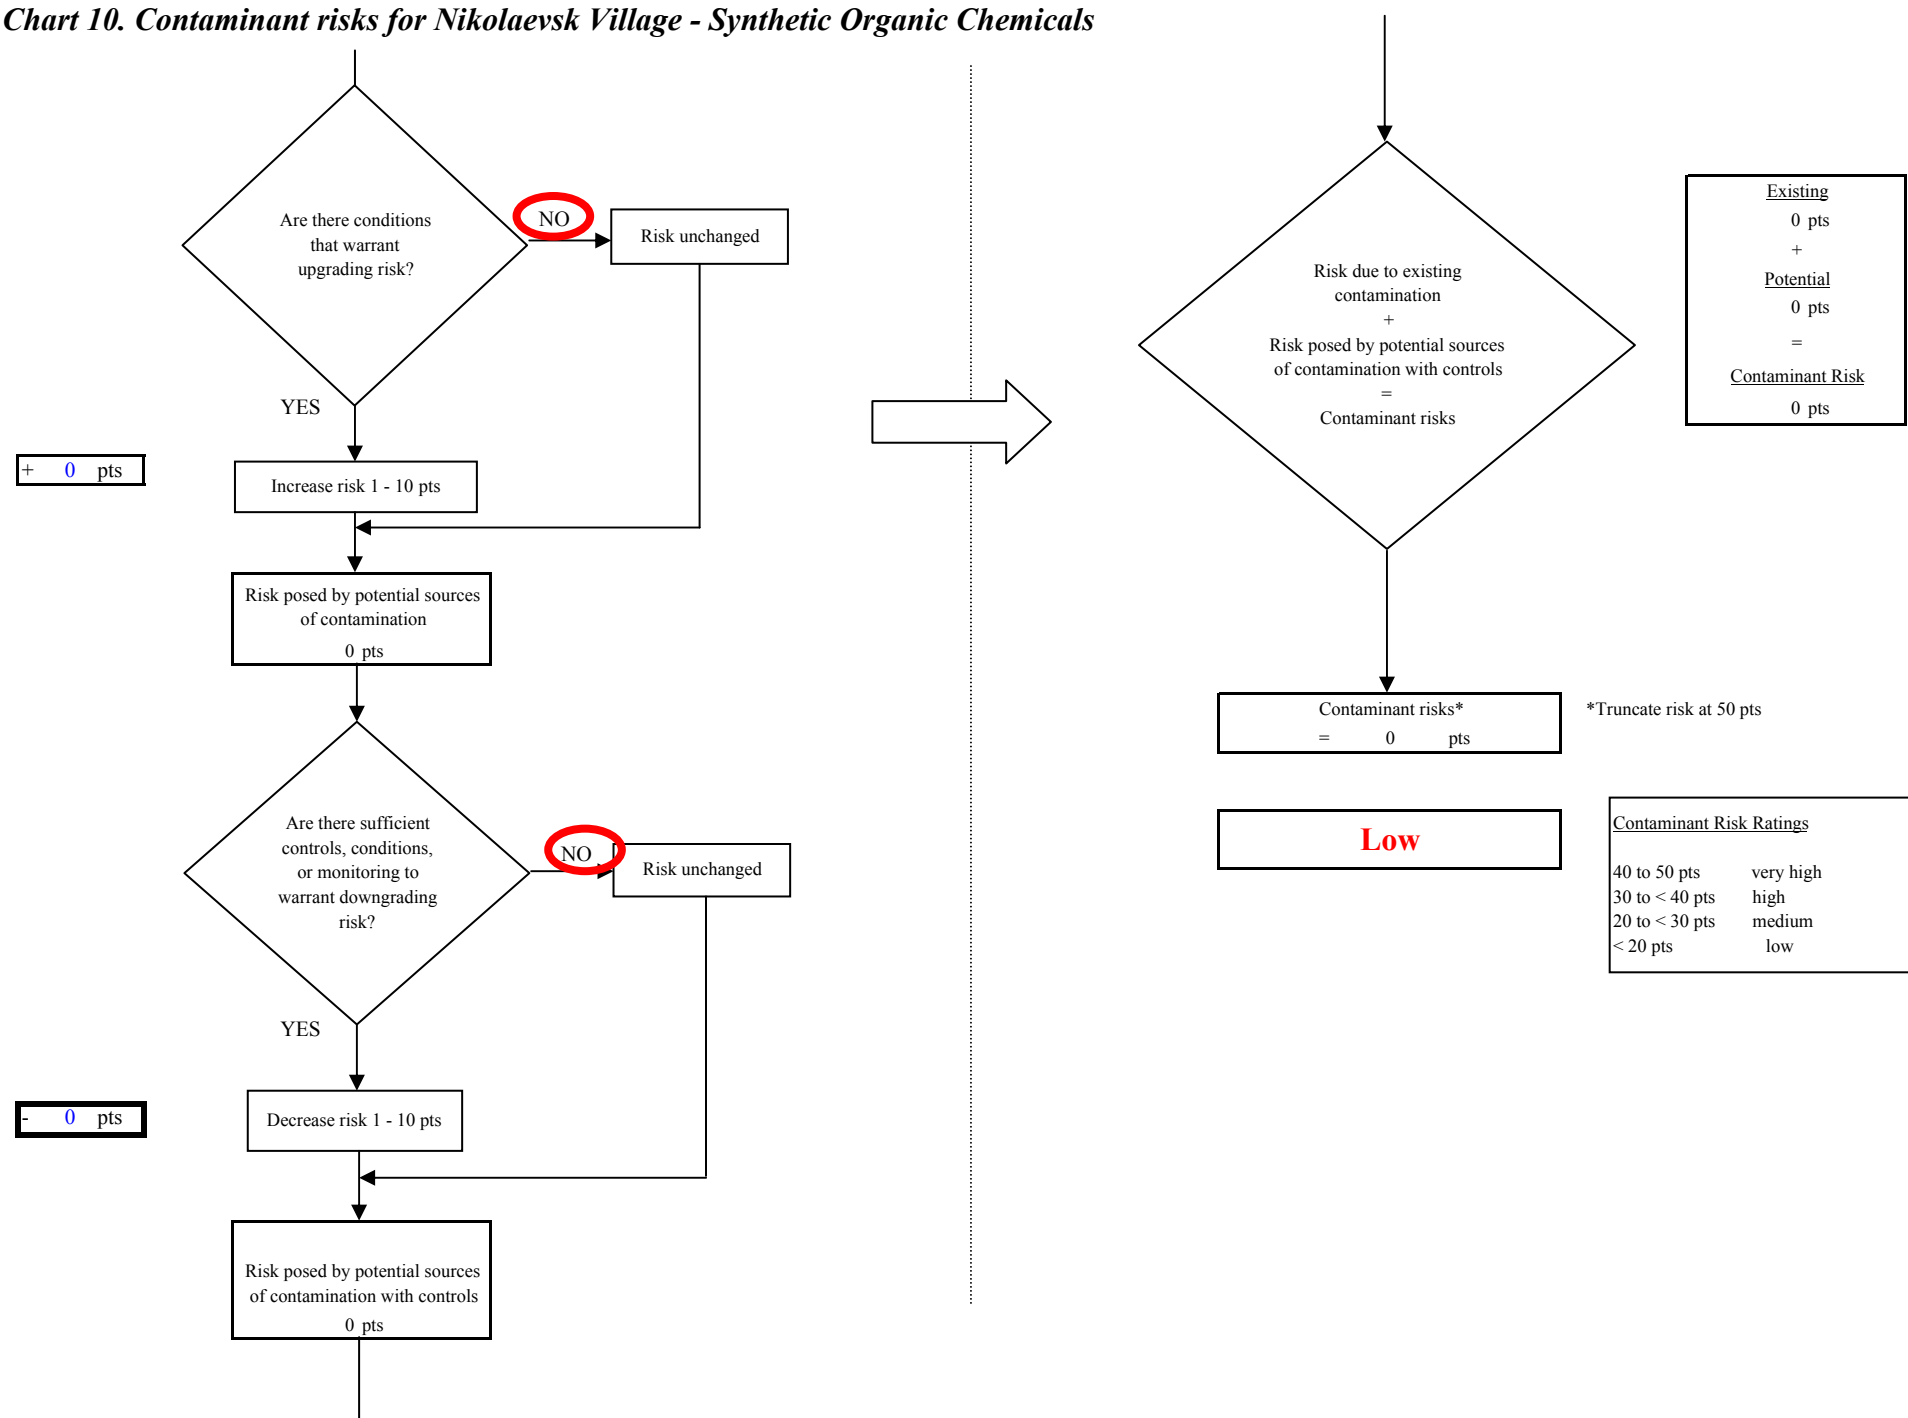 Chart 10. Contaminant risks for Nikolaevsk Village - Synthetic Organic Chemicals
Are there conditions
that warrant
upgrading risk?
NO
Risk unchanged
YES
+ 0 pts
Increase risk 1 - 10 pts
Risk posed by potential sources
of contamination
0 pts
Are there sufficient
controls, conditions,
or monitoring to
warrant downgrading
risk?
NO
Risk unchanged
YES
- 0 pts
Decrease risk 1 - 10 pts
Risk posed by potential sources
of contamination with controls
0 pts
Risk due to existing
contamination
+
Risk posed by potential sources
of contamination with controls
=
Contaminant risks
Existing
0 pts
+
Potential
0 pts
=
Contaminant Risk
0 pts
Contaminant risks*
= 0 pts
*Truncate risk at 50 pts
Low
Contaminant Risk Ratings
40 to 50 pts very high
30 to < 40 pts high
20 to < 30 pts medium
< 20 pts low